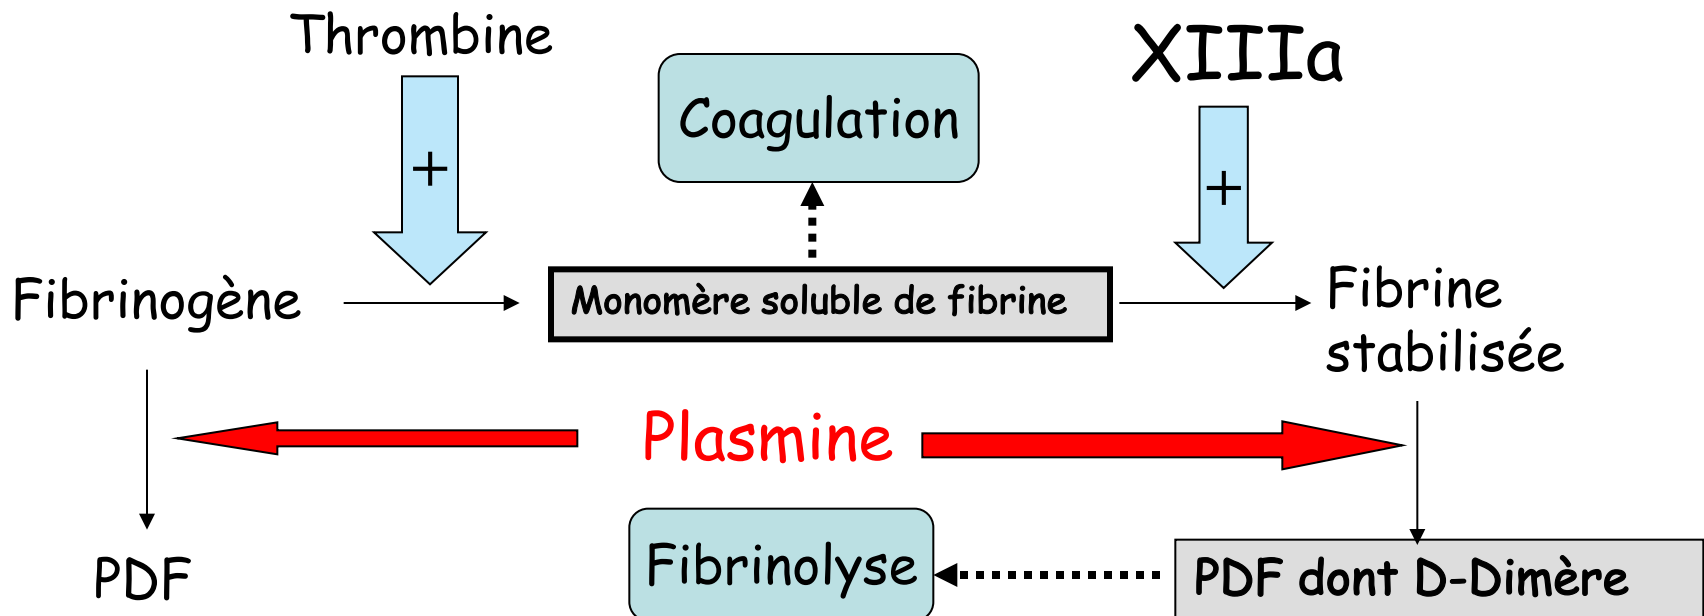 Thrombine
XIIIa
Coagulation
+
+
Fibrinogène
Monomère soluble de fibrine
Fibrine
stabilisée
Plasmine
PDF
Fibrinolyse
PDF dont D-Dimère